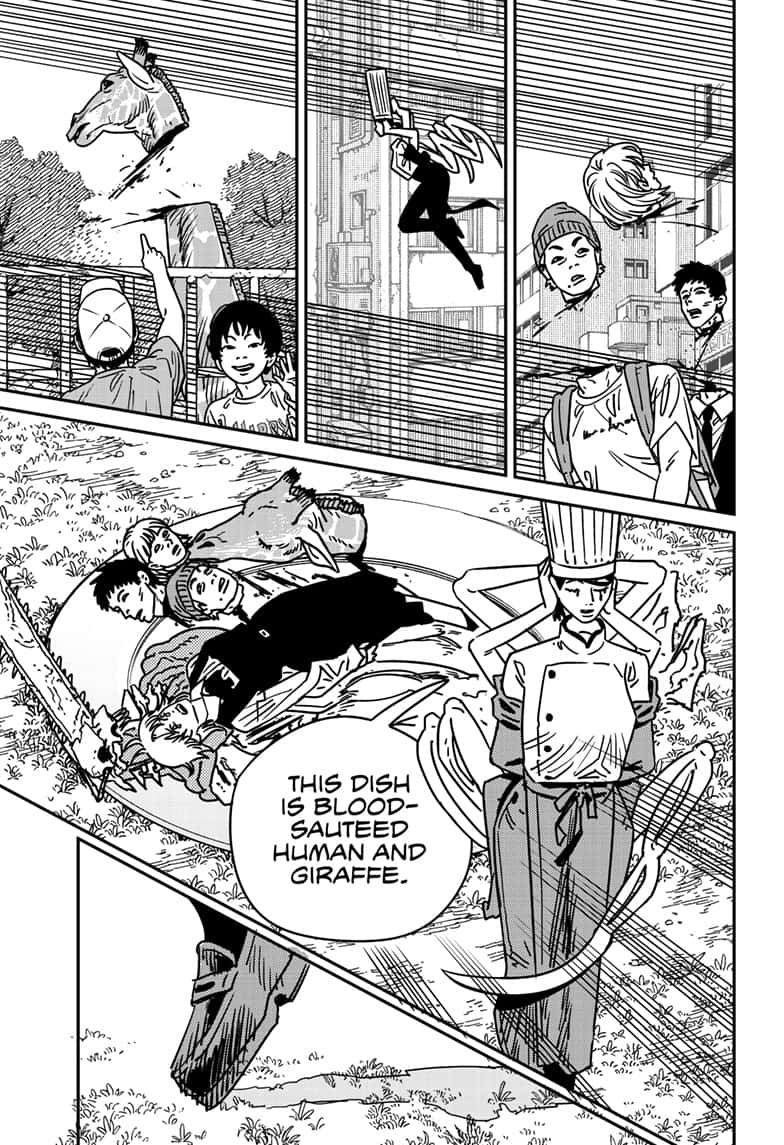 THIS DISH
IS BLOOD-
SAUTEED
HUMAN AND
GIRAFFE.